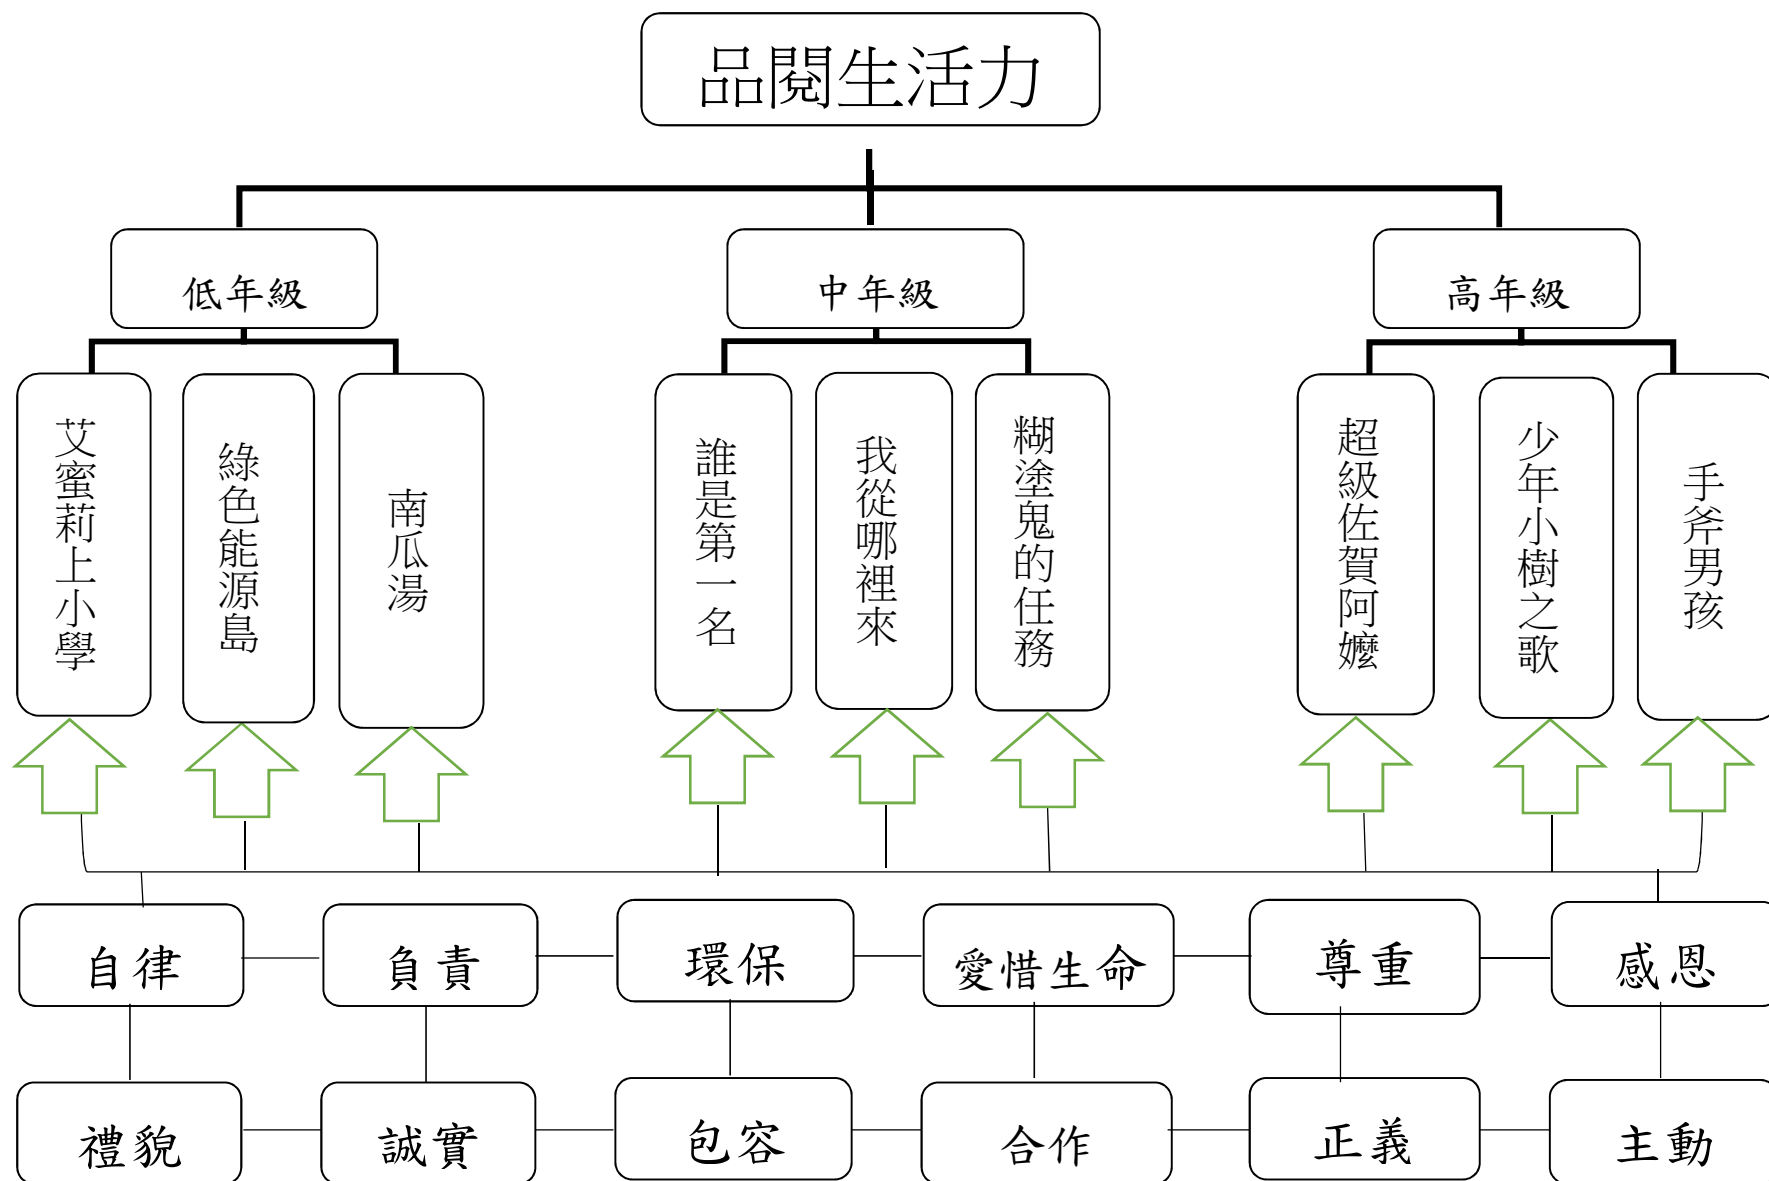 品閱生活力
低年級
中年級
高年級
艾蜜莉上小學
綠色能源島
南瓜湯
誰是第一名
我從哪裡來
糊塗鬼的任務
超級佐賀阿嬤
少年小樹之歌
手斧男孩
自律
負責
環保
愛惜生命
尊重
感恩
禮貌
誠實
包容
合作
正義
主動